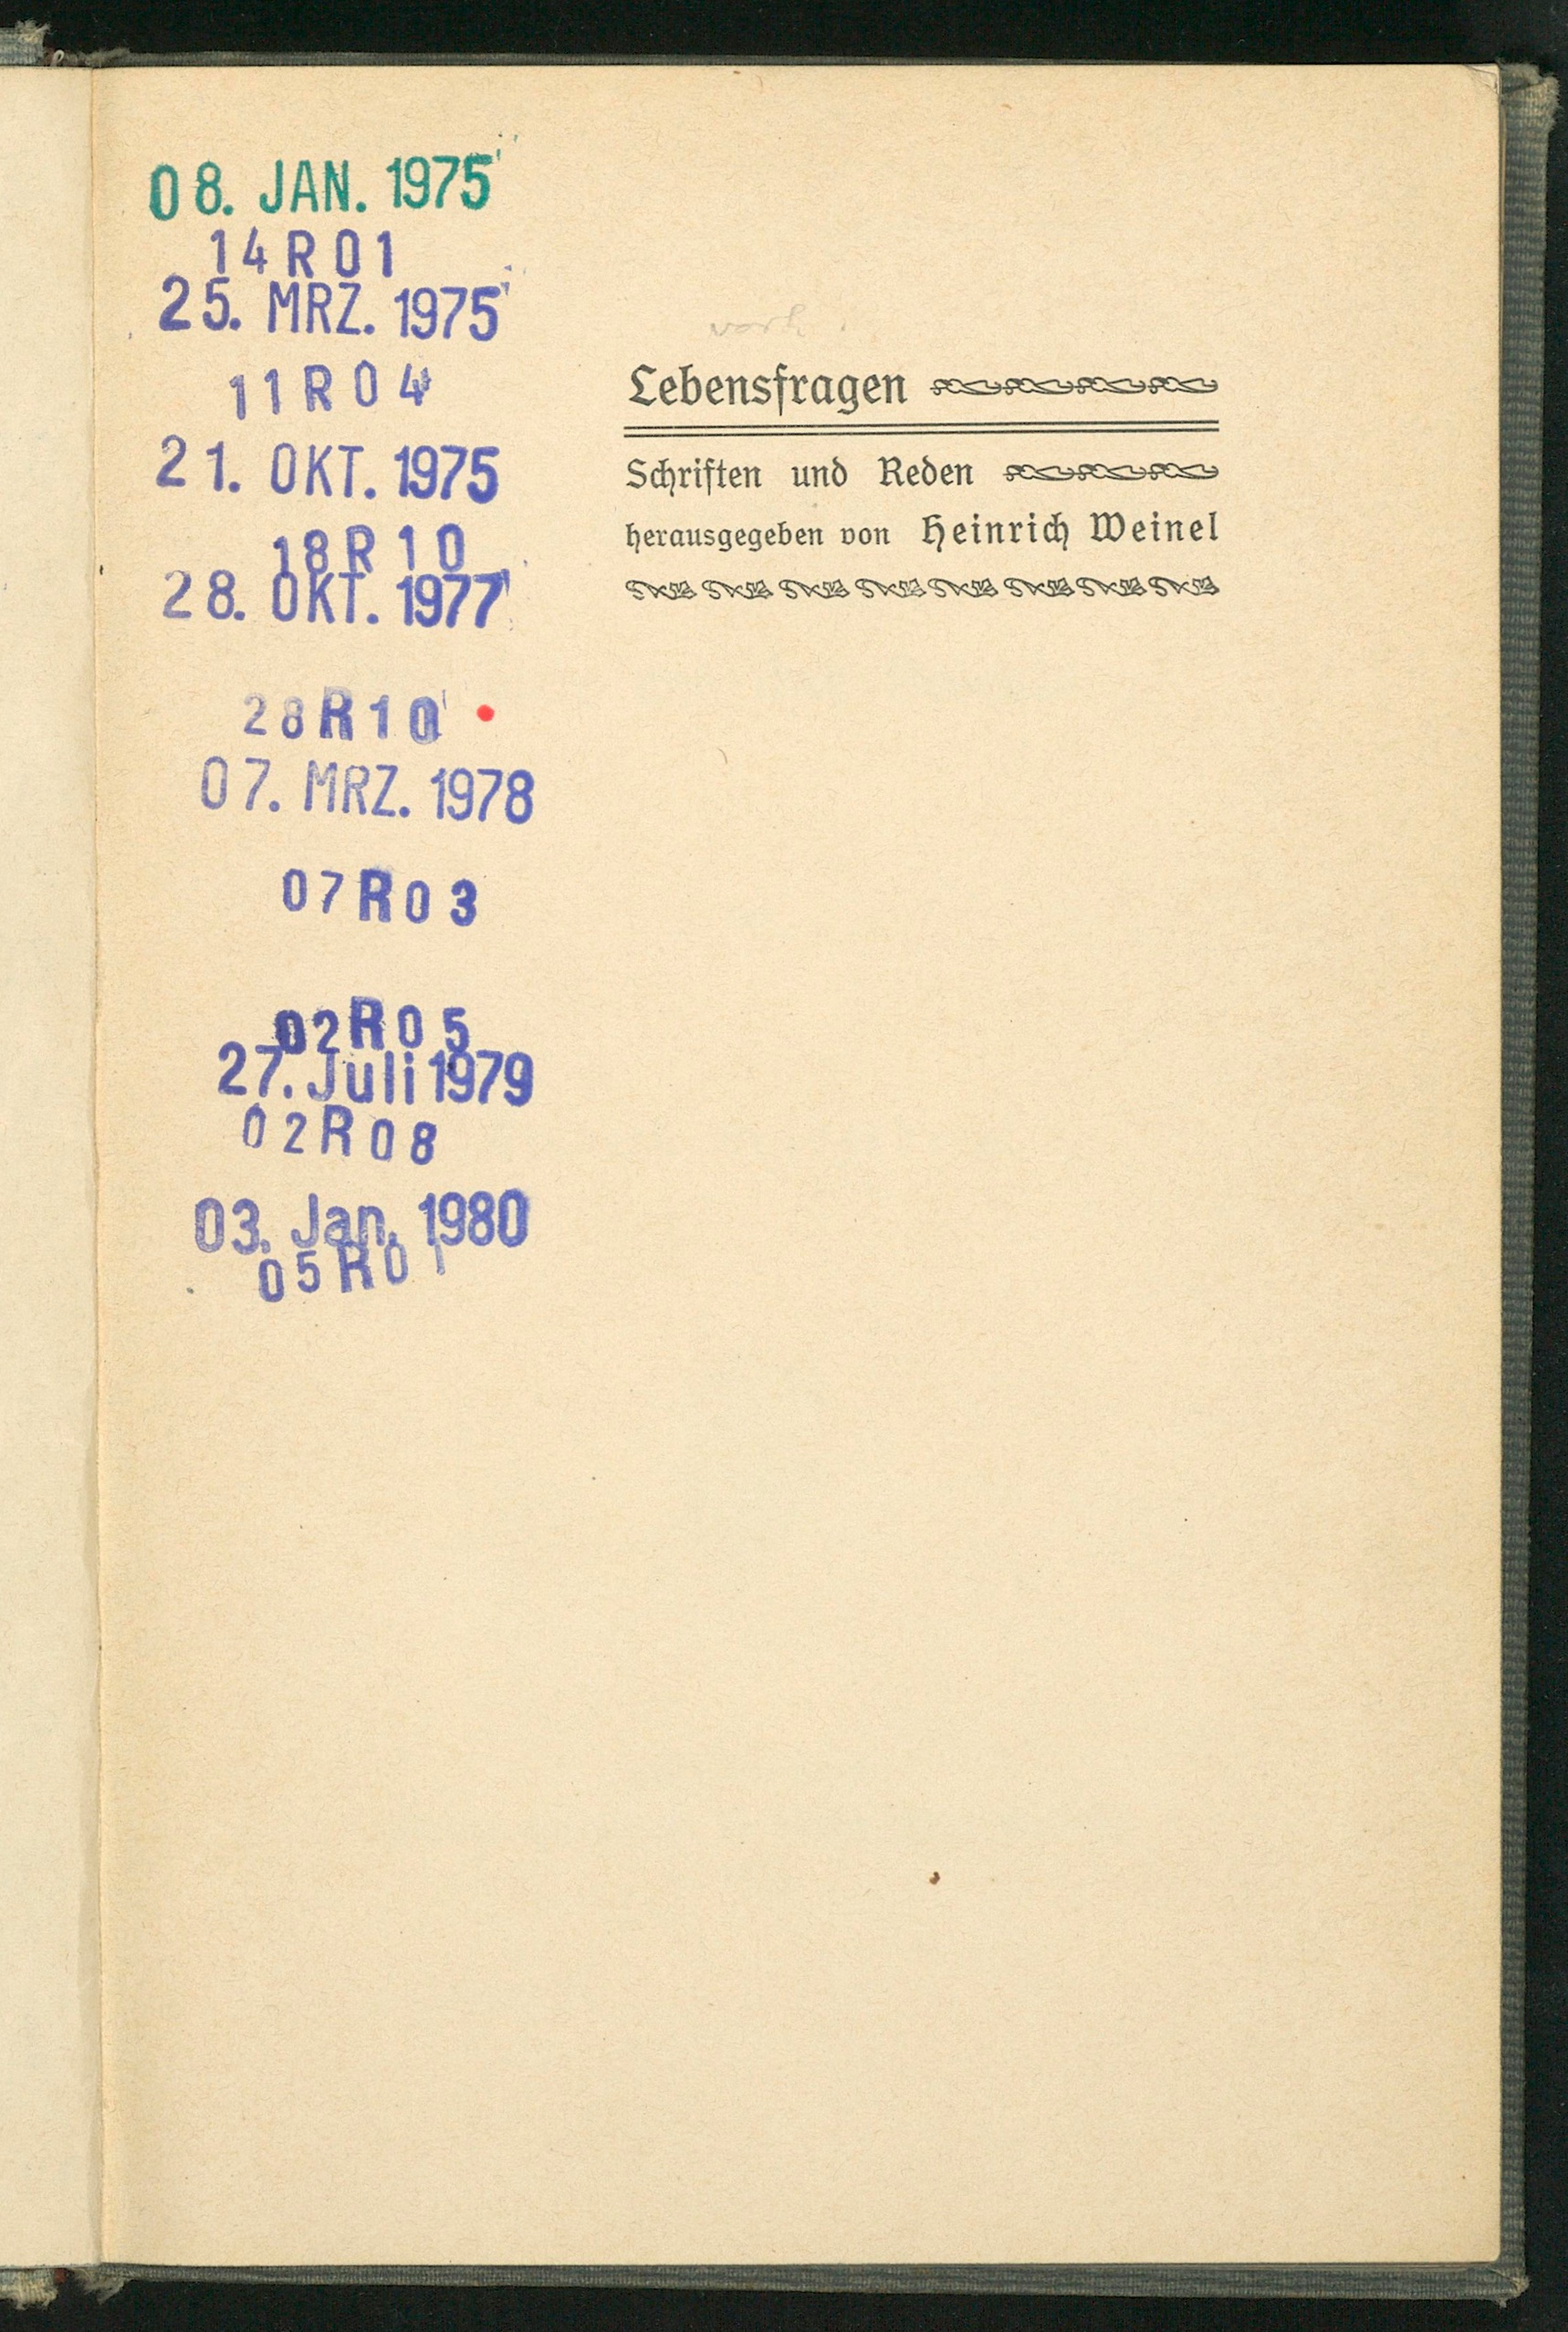 08. JAN. 1975
14R01
25. MRZ. 1975
11R04
21. OKT. 1975
18R10
28. OKT. 1977
28R10
07. MRZ. 1978
07R03
02R05
27. Juli 1979
02R08
03. Jan. 1980
05R01
Lebensfragen
Schriften und Reden
herausgegeben von Heinrich Weinel